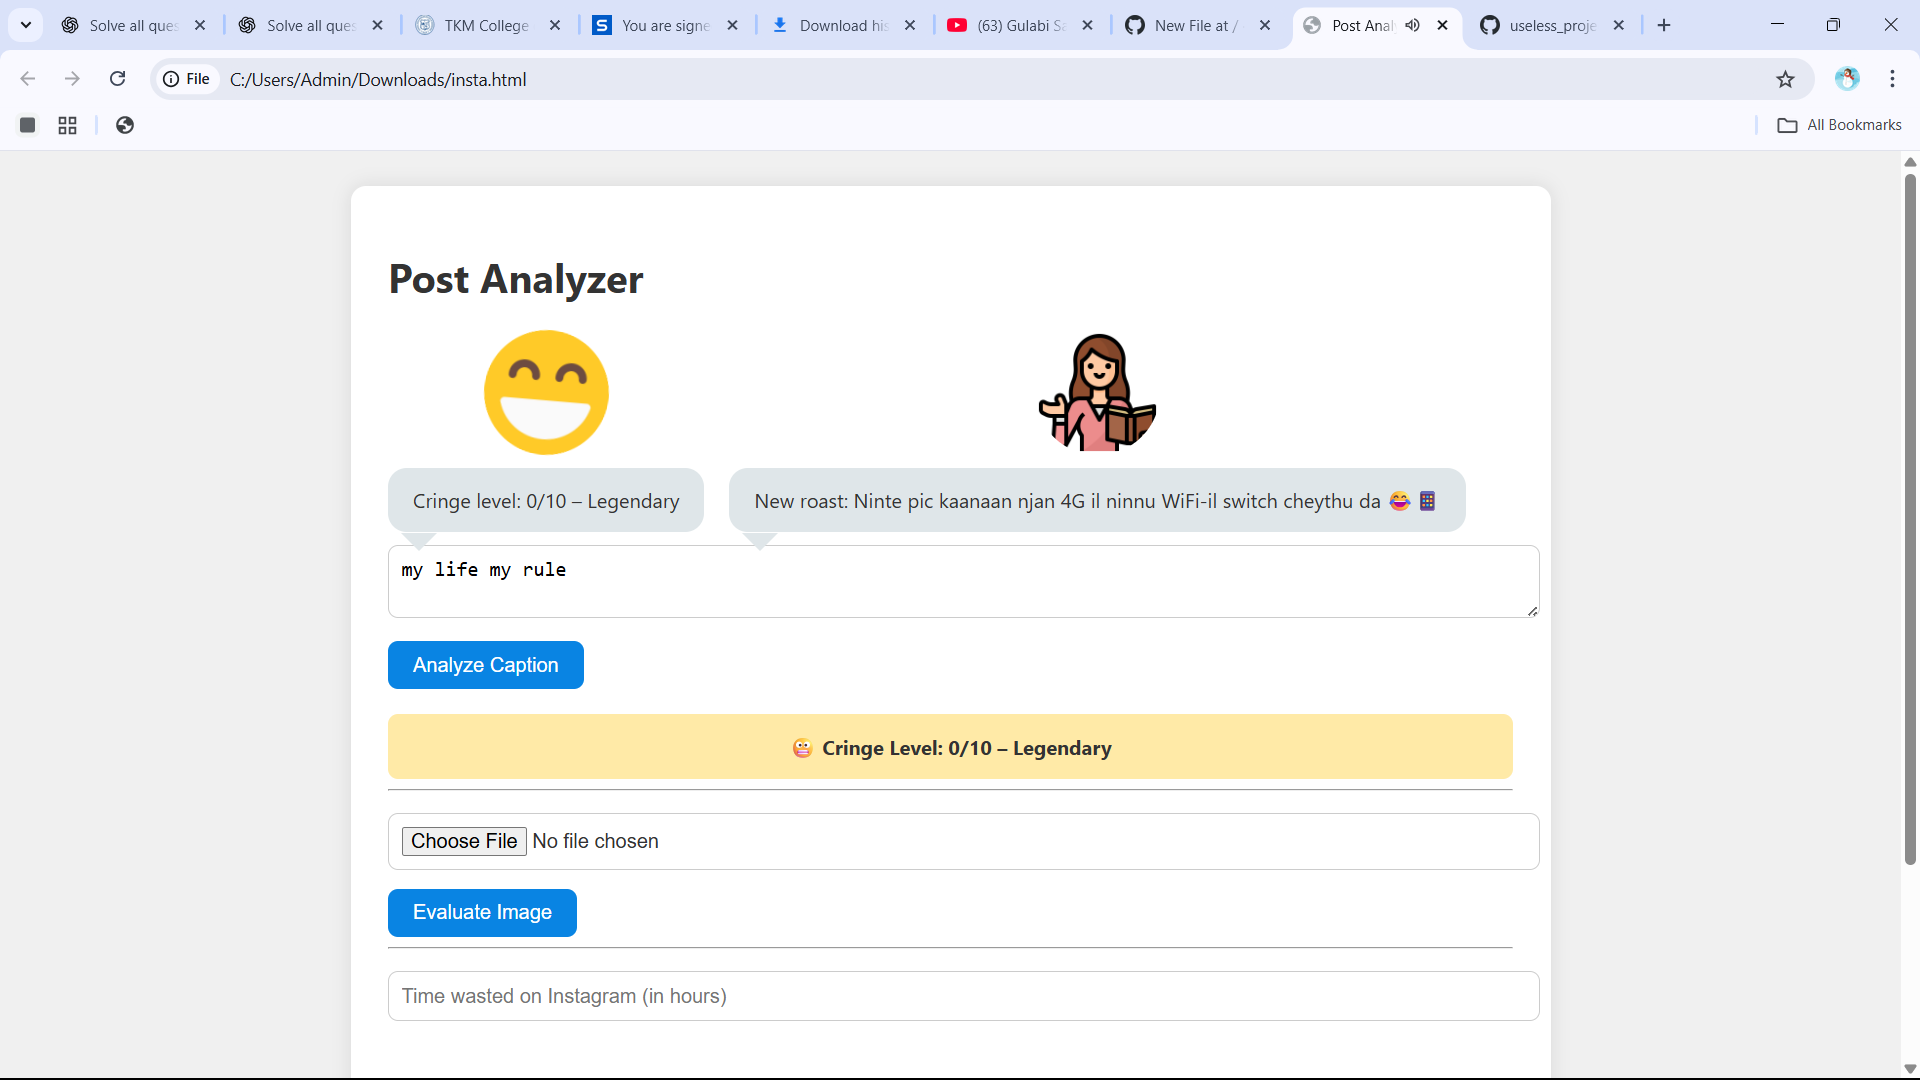 Solve all ques
Solve all ques
TKM College
You are signe
Download his
(63) Gulabi Sa
New File at /
Post Anal
useless_proje
File
C:/Users/Admin/Downloads/insta.html
All Bookmarks
Post Analyzer
Cringe level: 0/10 – Legendary
New roast: Ninte pic kaanaan njan 4G il ninnu WiFi-il switch cheythu da 😂 📱
my life my rule
Analyze Caption
😬 Cringe Level: 0/10 – Legendary
Choose File No file chosen
Evaluate Image
Time wasted on Instagram (in hours)